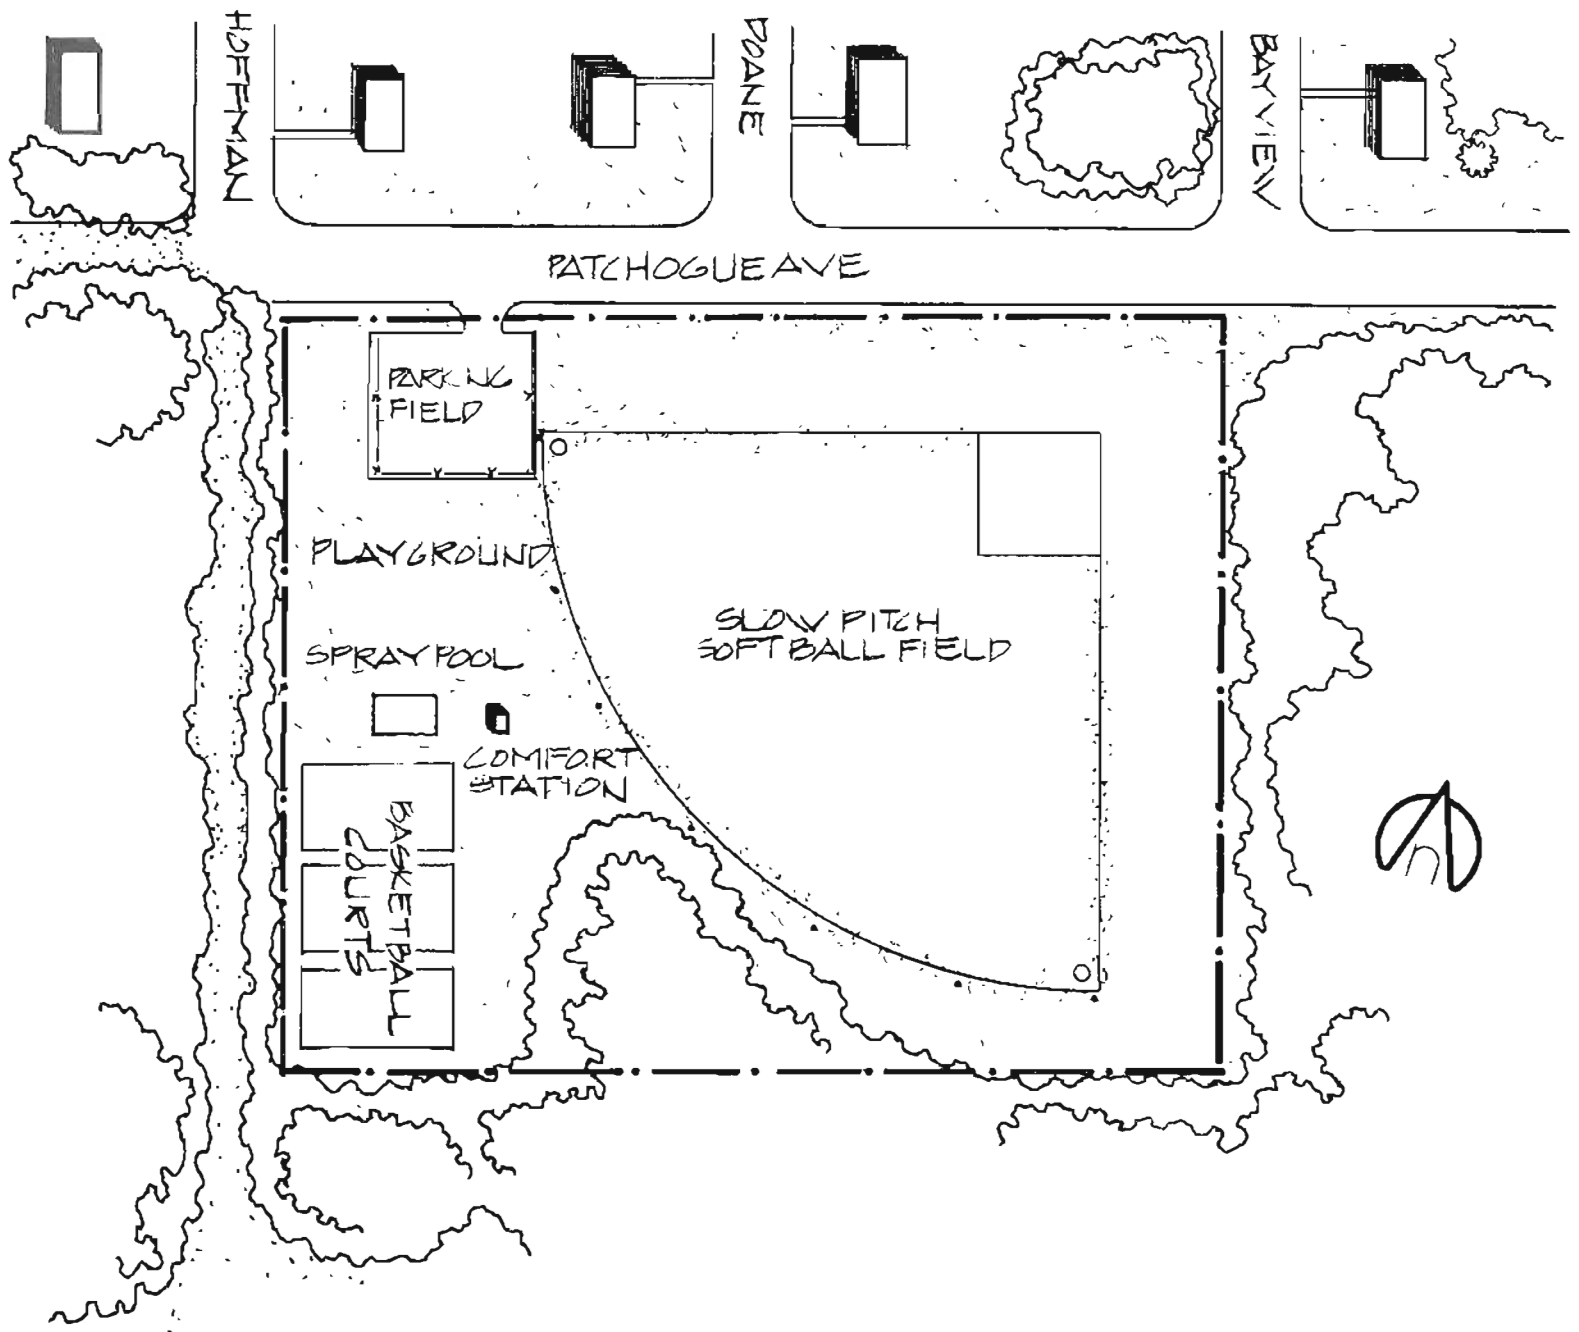 HOFFMAN
DOANE
BAYVIEW
PATCHOGUE AVE
PARKING
FIELD
PLAYGROUND
SLOW PITCH
SOFTBALL FIELD
SPRAY POOL
COMFORT
STATION
BASKETBALL
COURTS
n